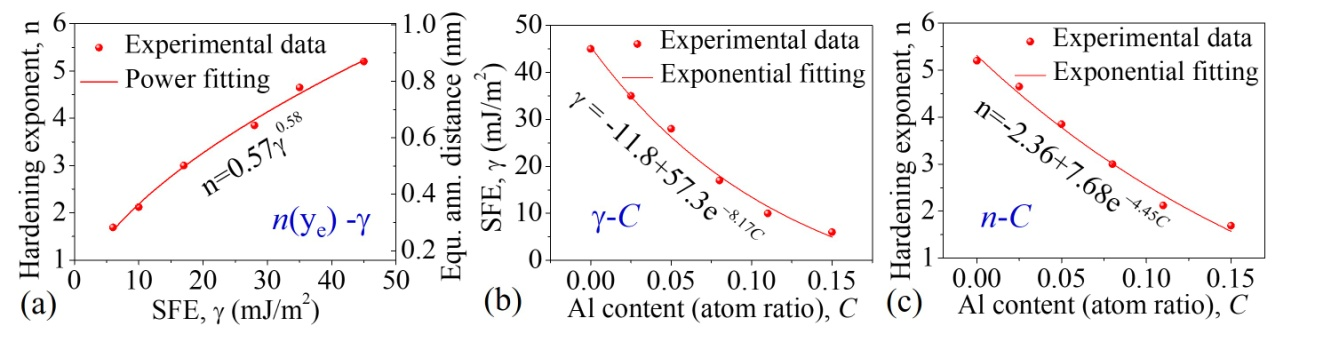 Hardening exponent, n
6
5
4
3
2
1
Experimental data
Power fitting
n=0.57γ^0.58
n(y_e) -γ
1.0
0.8
0.6
0.4
0.2
Equ. ann. distance (nm)
0 10 20 30 40 50
SFE, γ (mJ/m²)
(a)
SFE, γ (mJ/m²)
50
40
30
20
10
0
Experimental data
Exponential fitting
γ = -11.8+57.3e^−8.17C
γ-C
0.00 0.05 0.10 0.15
Al content (atom ratio), C
(b)
Hardening exponent, n
6
5
4
3
2
1
Experimental data
Exponential fitting
n=-2.36+7.68e^−4.45C
n-C
0.00 0.05 0.10 0.15
Al content (atom ratio), C
(c)